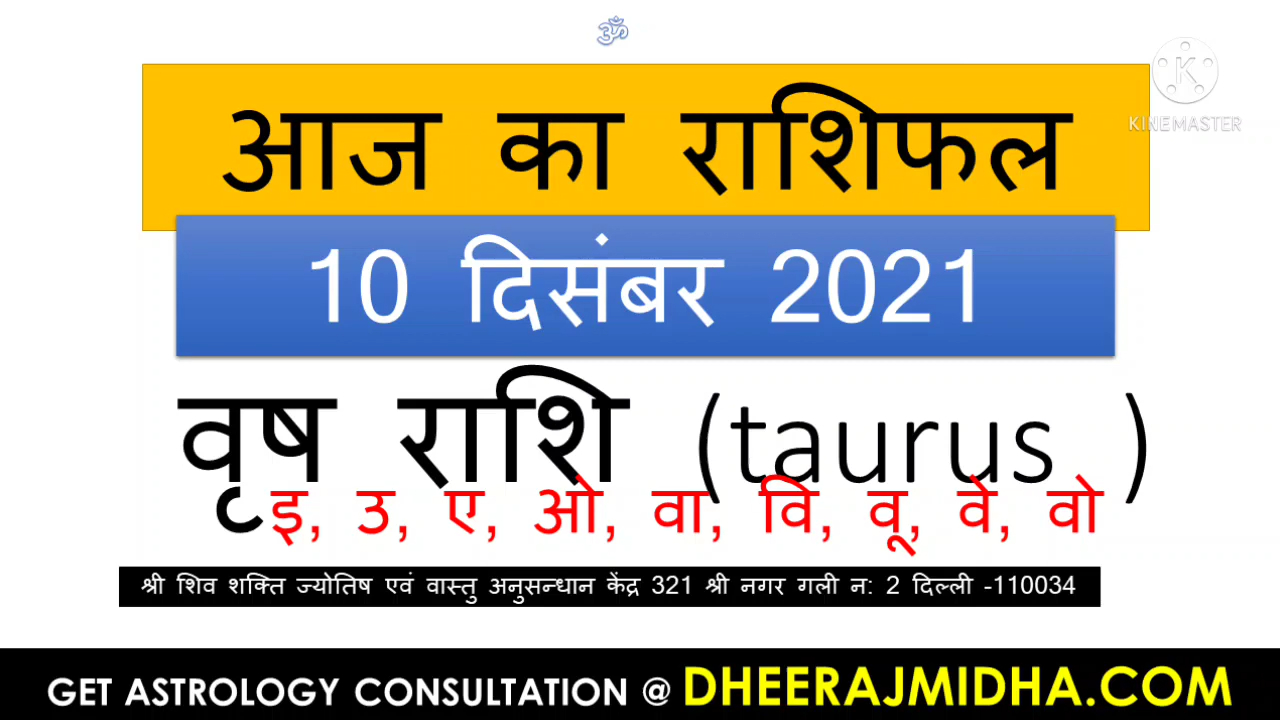 ॐ
आज का राशिफल
KINEMASTER
10 दिसंबर 2021
वृष राशि (taurus )
इ, उ, ए, ओ, वा, वि, वू, वे, वो
श्री शिव शक्ति ज्योतिष एवं वास्तु अनुसन्धान केंद्र 321 श्री नगर गली न: 2 दिल्ली -110034
GET ASTROLOGY CONSULTATION @ DHEERAJMIDHA.COM